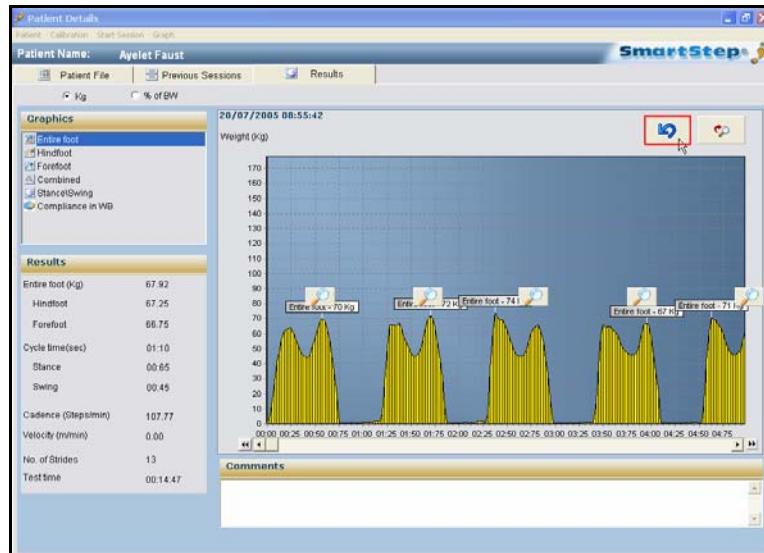 Patient Details
Patient Calibration Start Session Graph
Patient Name: Ayelet Faust
SmartStep
Patient File Previous Sessions Results
Kg % of BW
Graphics
Entire foot
Hindfoot
Forefoot
Combined
Stance\Swing
Compliance in WB
Results
Entire foot (Kg) 67.92
Hindfoot 67.25
Forefoot 66.75
Cycle time(sec) 01:10
Stance 00:65
Swing 00:45
Cadence (Steps/min) 107.77
Velocity (m/min) 0.00
No. of Strides 13
Test time 00:14:47
20/07/2005 08:55:42
Weight (Kg)
170
160
150
140
130
120
110
100
90
80
70
60
50
40
30
20
10
0
Entire foot - 70 Kg
72 K
Entire foot - 74
Entire foot - 67 Kg
Entire foot - 71
00:00 00:25 00:50 00:75 01:00 01:25 01:50 01:75 02:00 02:25 02:50 02:75 03:00 03:25 03:50 03:75 04:00 04:25 04:50 04:75
Comments